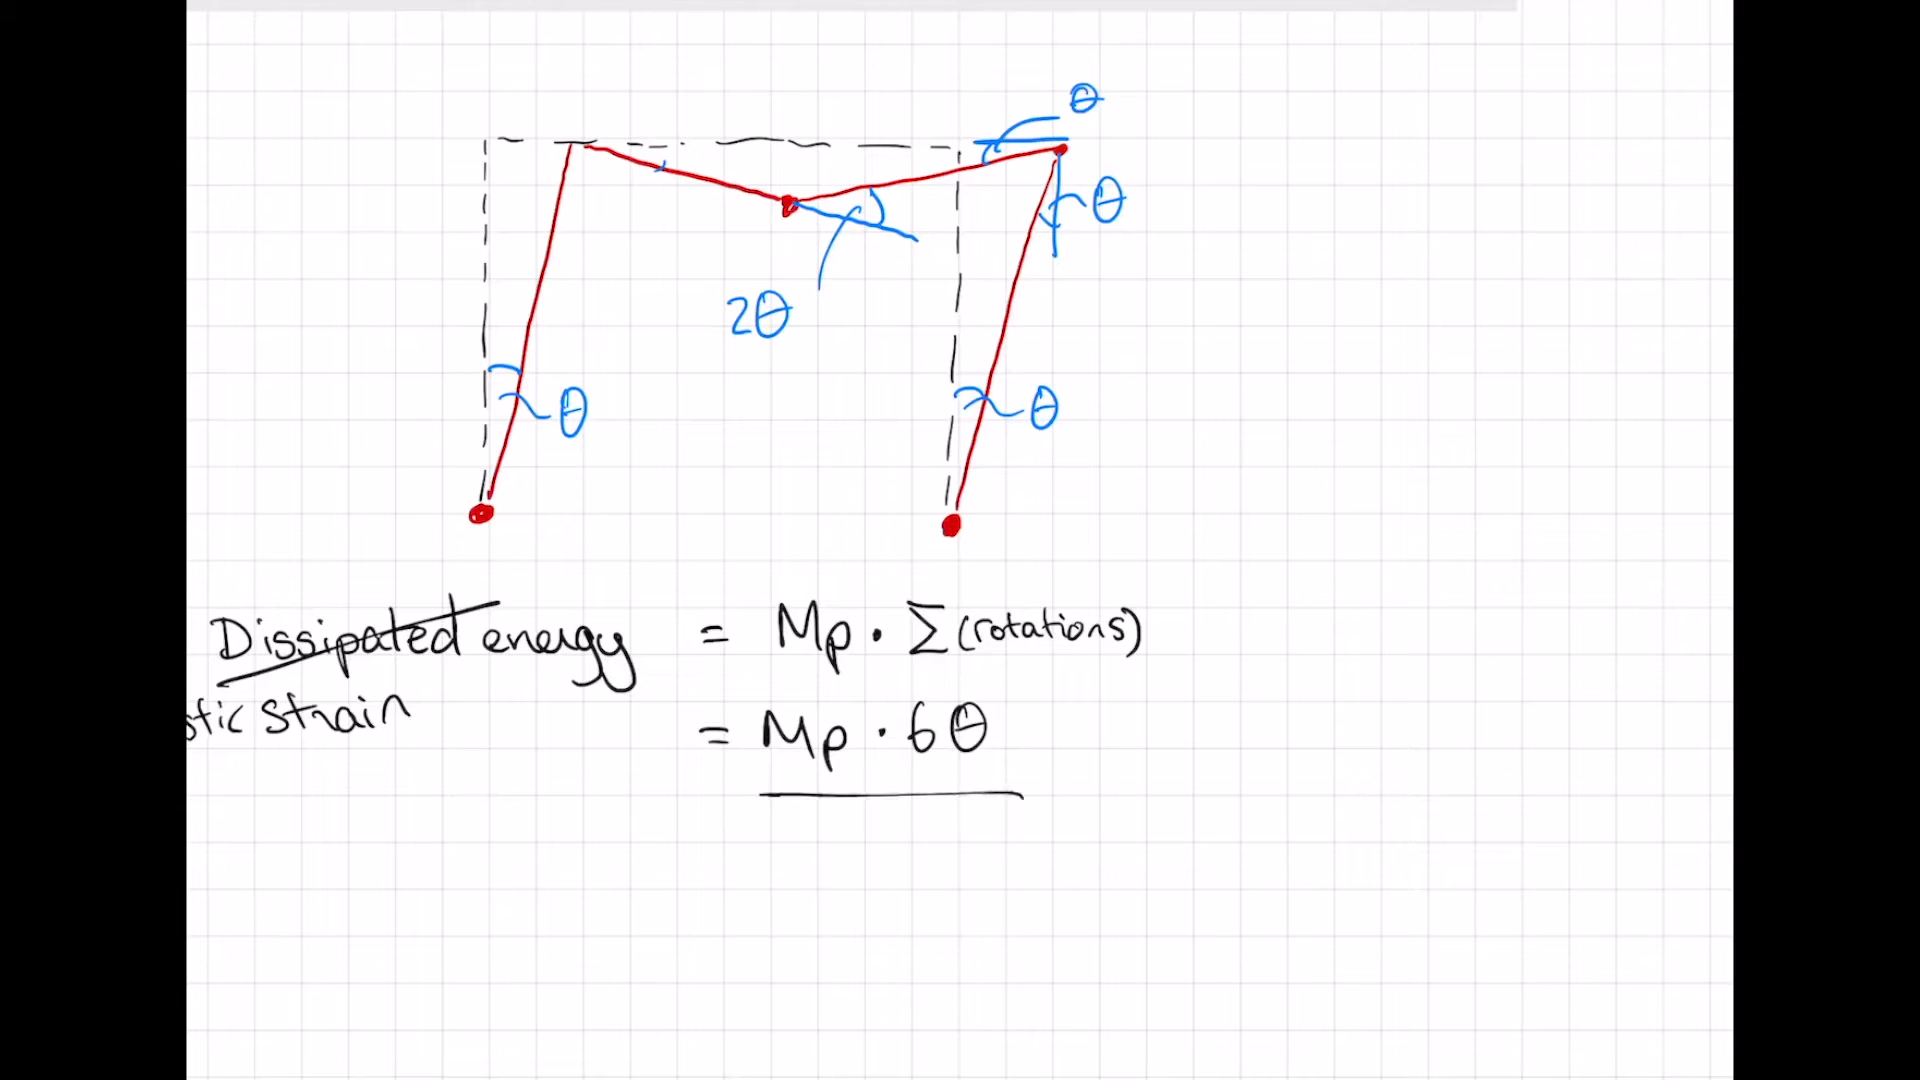 θ
θ
2θ
θ
θ
Dissipated energy = Mp · Σ(rotations)
stic strain
= Mp · 6θ